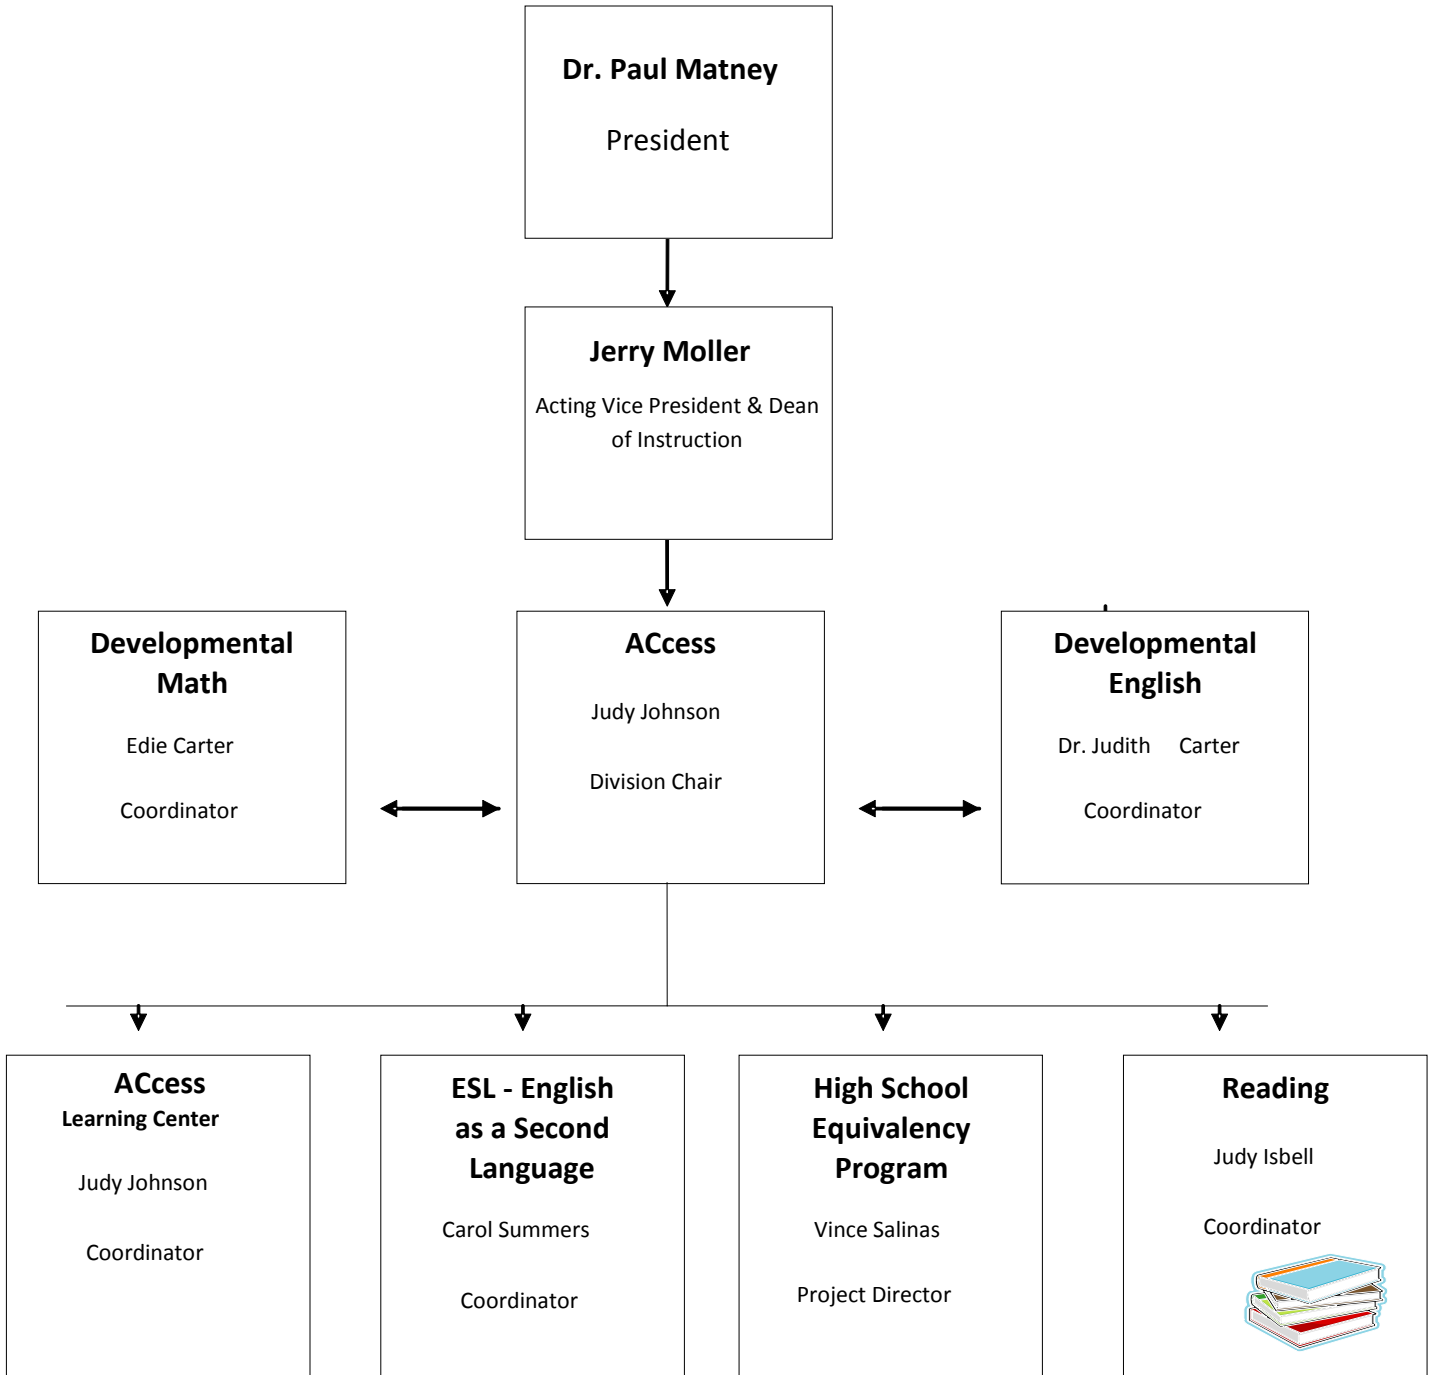 Dr. Paul Matney
President
Jerry Moller
Acting Vice President & Dean
of Instruction
Developmental
Math
Edie Carter
Coordinator
ACcess
Judy Johnson
Division Chair
Developmental
English
Dr. Judith Carter
Coordinator
ACcess
Learning Center
Judy Johnson
Coordinator
ESL - English
as a Second
Language
Carol Summers
Coordinator
High School
Equivalency
Program
Vince Salinas
Project Director
Reading
Judy Isbell
Coordinator